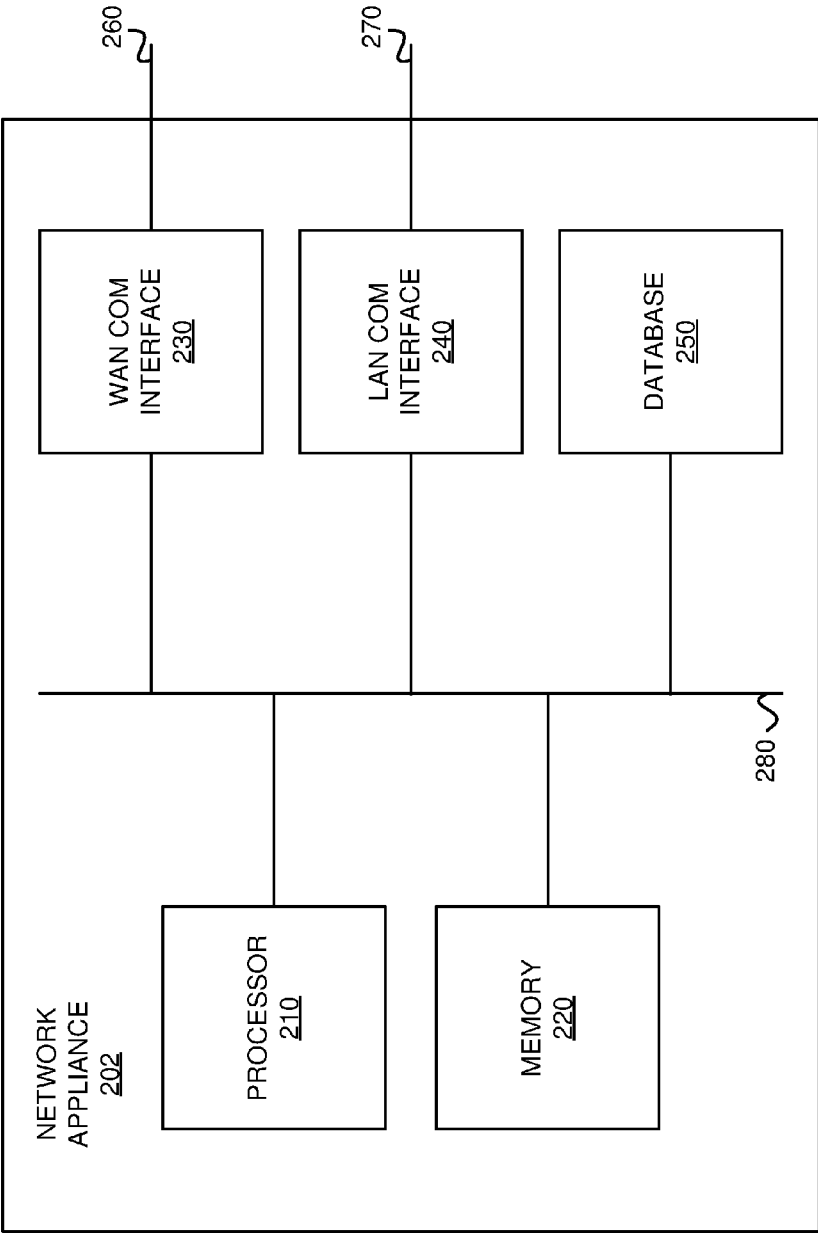 NETWORK
APPLIANCE
202
PROCESSOR
210
MEMORY
220
280
WAN COM
INTERFACE
230
LAN COM
INTERFACE
240
DATABASE
250
260
270